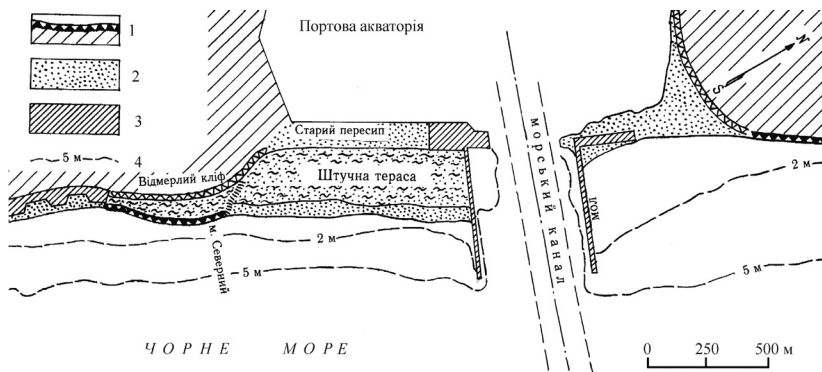 1
2
3
5 м
4
Портова акваторія
N
S
Старий пересип
Відмерлий кліф
Штучна тераса
м. Северний
морський канал
мол
2 м
5 м
2 м
5 м
ЧОРНЕ МОРЕ
0 250 500 м